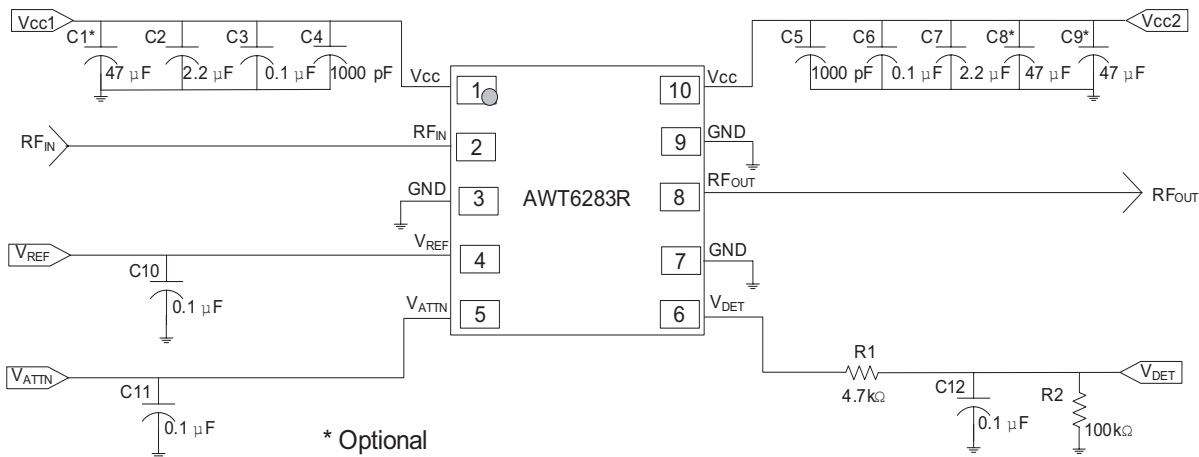 Vcc1
C1*
C2
C3
C4
47 µF
2.2 µF
0.1 µF
1000 pF
Vcc
1
RFIN
RFIN
2
GND
3
VREF
VREF
4
C10
0.1 µF
VATTN
5
VATTN
C11
0.1 µF
* Optional
AWT6283R
Vcc2
C5
C6
C7
C8*
C9*
1000 pF
0.1 µF
2.2 µF
47 µF
47 µF
Vcc
10
GND
9
RFOUT
8
RFOUT
GND
7
VDET
6
R1
4.7kΩ
C12
0.1 µF
R2
100kΩ
VDET